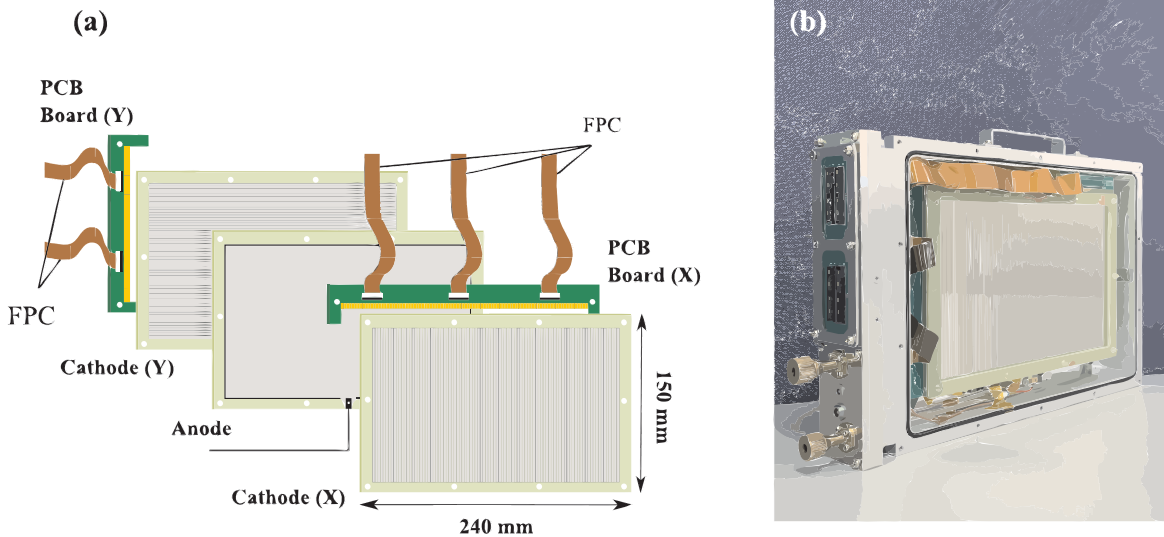 (a)
(b)
PCB
Board (Y)
FPC
FPC
PCB
Board (X)
Cathode (Y)
Anode
Cathode (X)
150 mm
240 mm